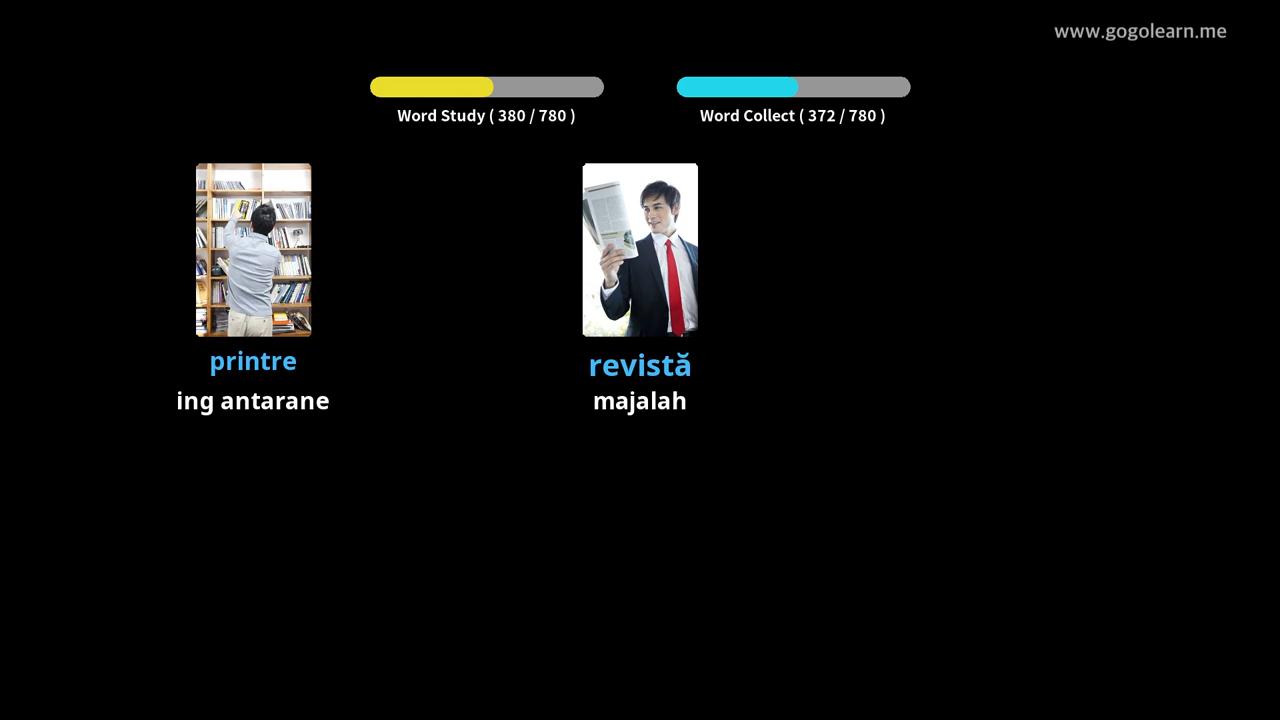 www.gogolearn.me
Word Study ( 380 / 780 )
Word Collect ( 372 / 780 )
printre
ing antarane
revistă
majalah